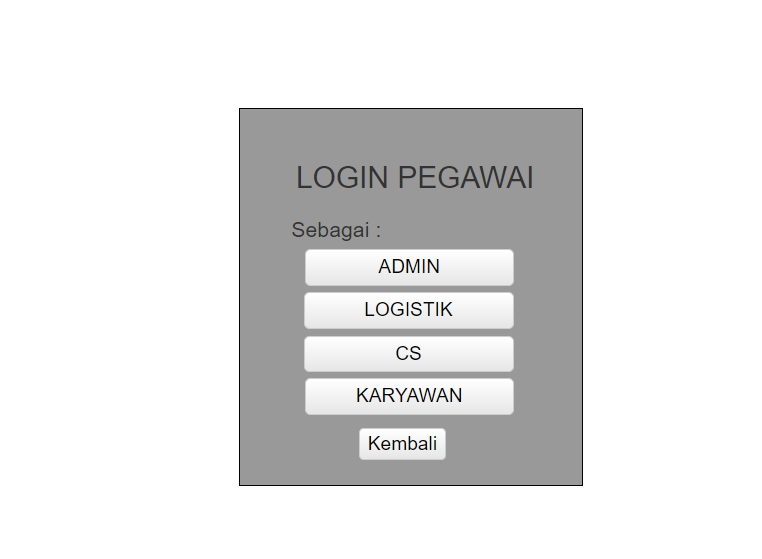 LOGIN PEGAWAI
Sebagai :
ADMIN
LOGISTIK
CS
KARYAWAN
Kembali